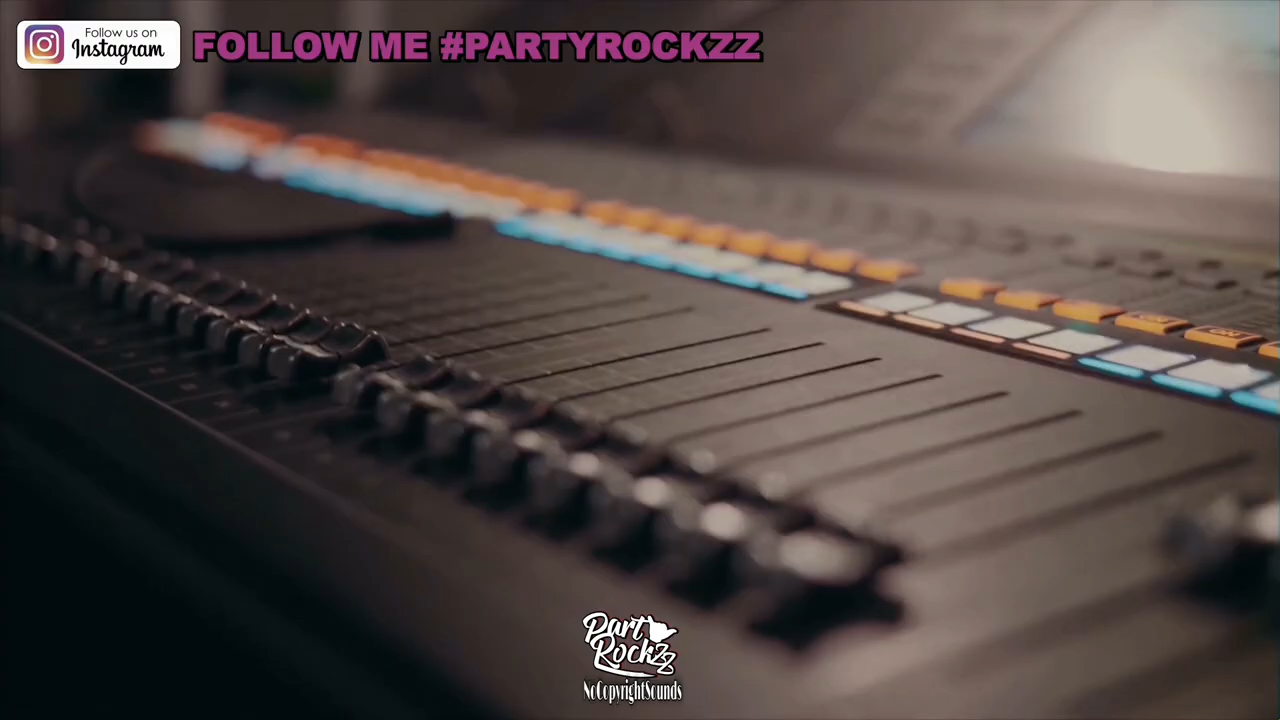 Follow us on
Instagram
FOLLOW ME #PARTYROCKZZ
Party
Rockzz
NoCopyrightSounds